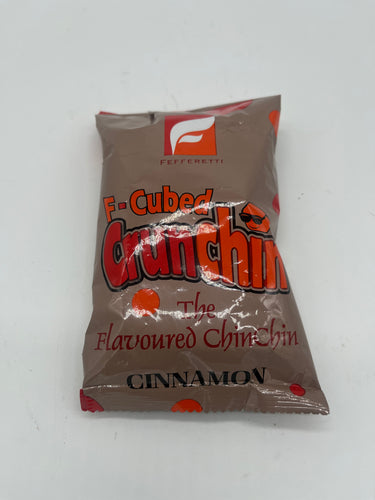 FEFFERETTI
F-Cubed
Crunchin
The
Flavoured ChinChin
CINNAMON